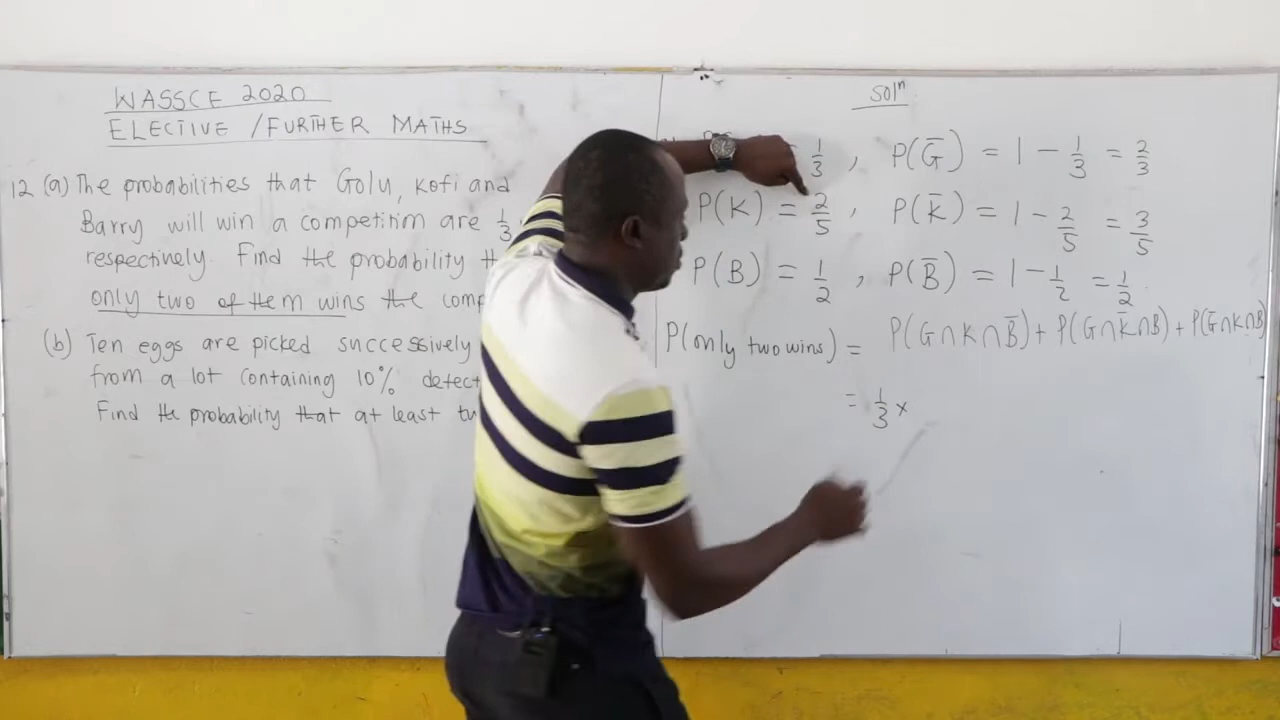 WASSCE 2020
ELECTIVE /FURTHER MATHS
12 (a) The probabilities that Golu, Kofi and
Barry will win a competition are 1/3
respectively. Find the probability
only two of them wins the
(b) Ten eggs are picked successively
from a lot containing 10%
Find the probability that at least
Solⁿ
1/3, P(G̅) = 1 - 1/3 = 2/3
P(K) = 2/5, P(K̅) = 1 - 2/5 = 3/5
P(B) = 1/2, P(B̅) = 1 - 1/2 = 1/2
P(only two wins) = P(G∩K∩B̅) + P(G∩K̅∩B) + P(G̅∩K∩B)
= 1/3 ×